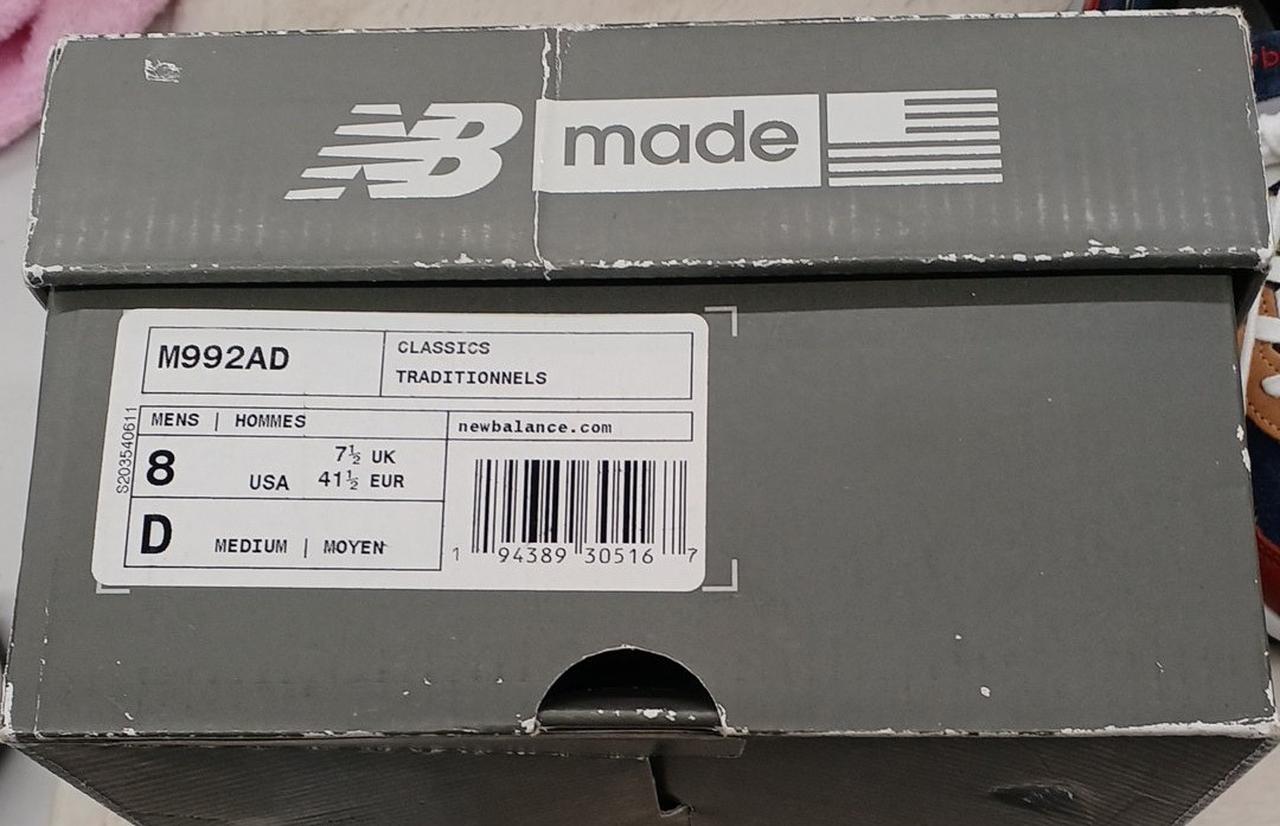 NB made
M992AD
CLASSICS
TRADITIONNELS
MENS | HOMMES
newbalance.com
8 USA 7½ UK
41½ EUR
D MEDIUM | MOYEN
1 94389 30516 7
S203540611